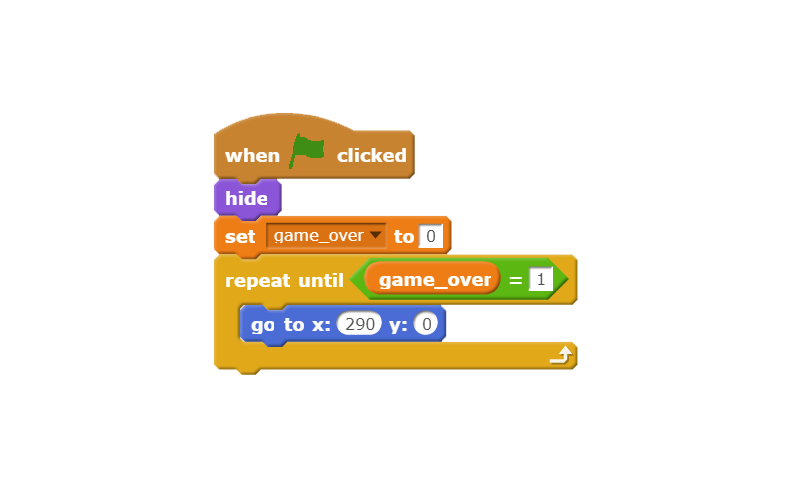 when clicked
hide
set game_over to 0
repeat until game_over = 1
go to x: 290 y: 0